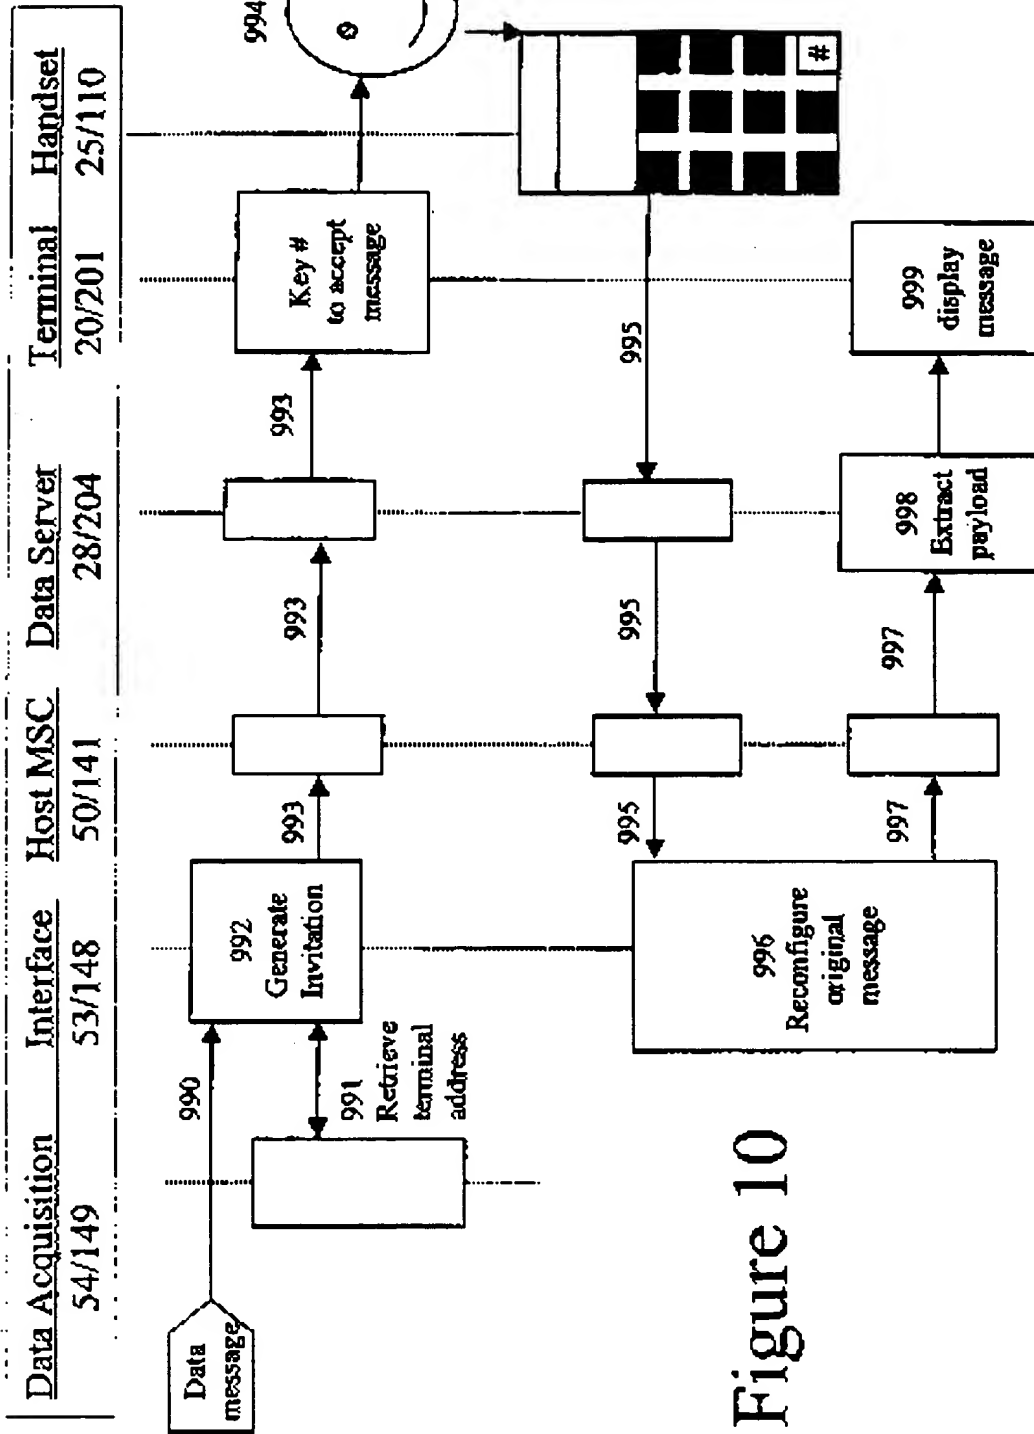 Data Acquisition
54/149
Interface
53/148
Host MSC
50/141
Data Server
28/204
Terminal
20/201
Handset
25/110
Data
message
990
991
Retrieve
terminal
address
992
Generate
Invitation
993
993
993
Key #
to accept
message
994
#
995
995
995
996
Reconfigure
original
message
997
997
998
Extract
payload
999
display
message
Figure 10